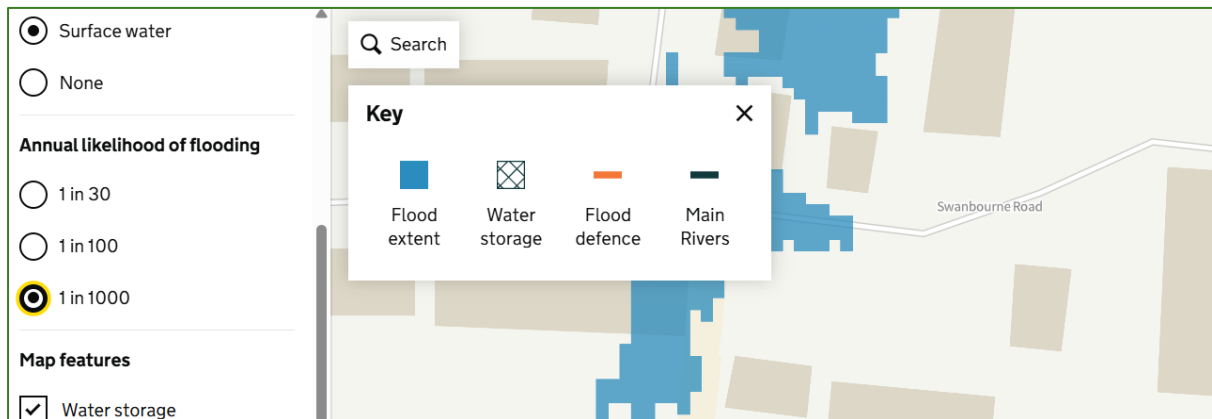 Surface water
None
Annual likelihood of flooding
1 in 30
1 in 100
1 in 1000
Map features
Water storage
Search
Key
Flood
extent
Water
storage
Flood
defence
Main
Rivers
Swanbourne Road